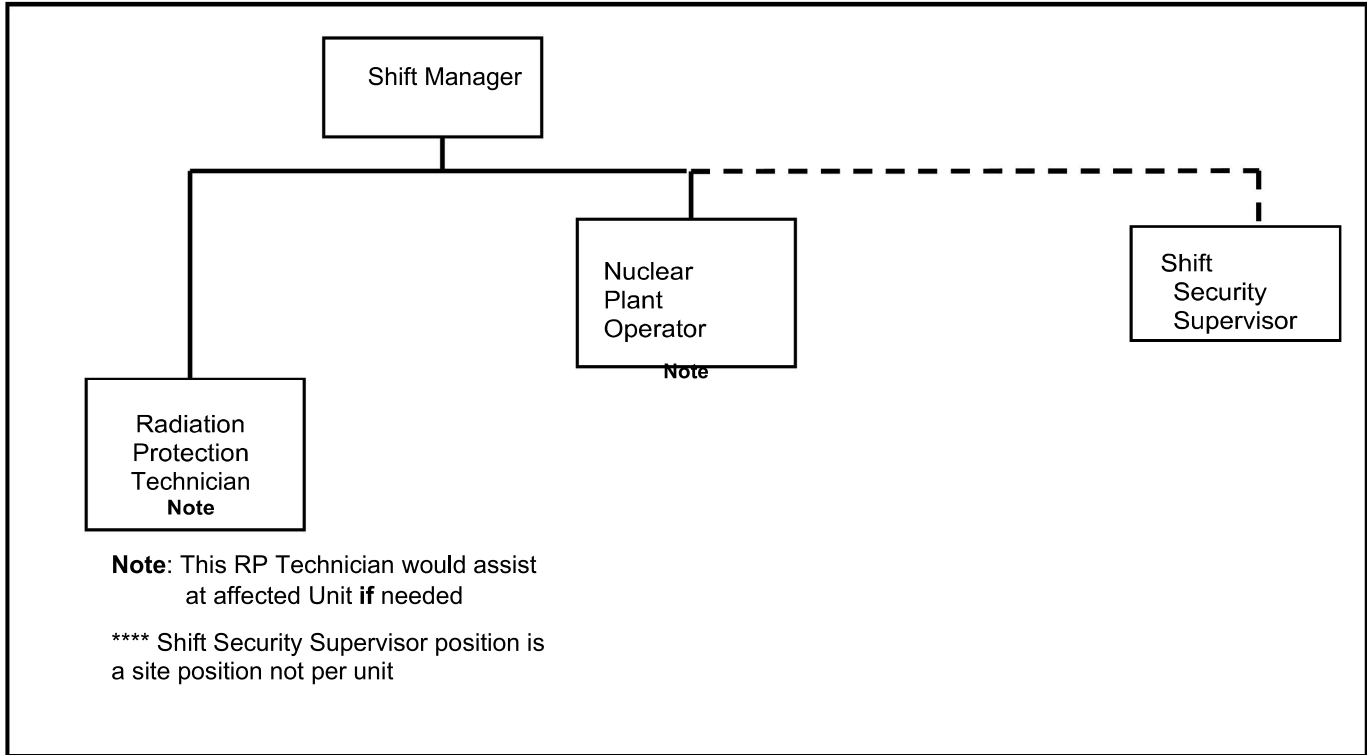 Shift Manager
Nuclear
Plant
Operator
Note
Shift
Security
Supervisor
Radiation
Protection
Technician
Note
Note: This RP Technician would assist
at affected Unit if needed
**** Shift Security Supervisor position is
a site position not per unit